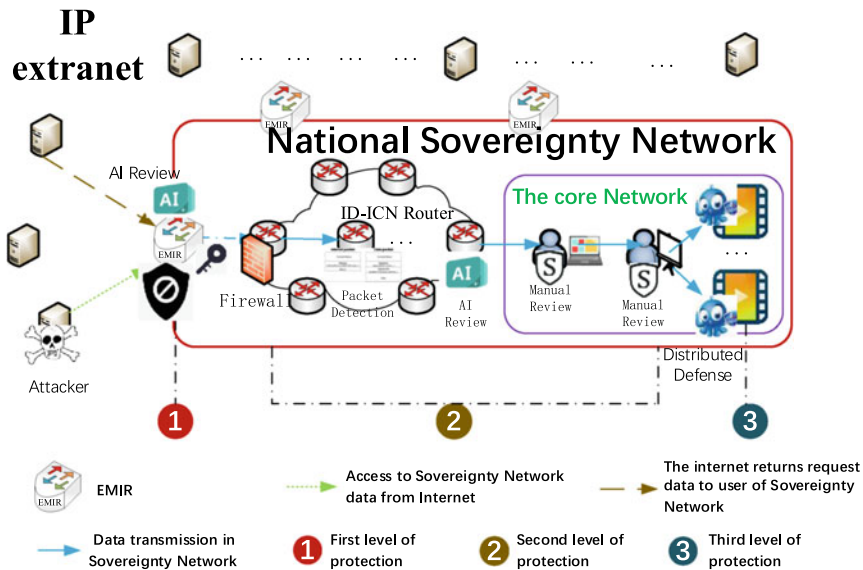 IP
extranet
... ... ... ... ... ... ...
EMIR
EMIR
National Sovereignty Network
AI Review
AI
The core Network
ID-ICN Router
EMIR
...
AI
S
S
...
Firewall
Packet
Detection
AI
Review
Manual
Review
Manual
Review
Attacker
Distributed
Defense
1
2
3
EMIR
EMIR
Access to Sovereignty Network
data from Internet
The internet returns request
data to user of Sovereignty
Network
Data transmission in
Sovereignty Network
1
First level of
protection
2
Second level of
protection
3
Third level of
protection